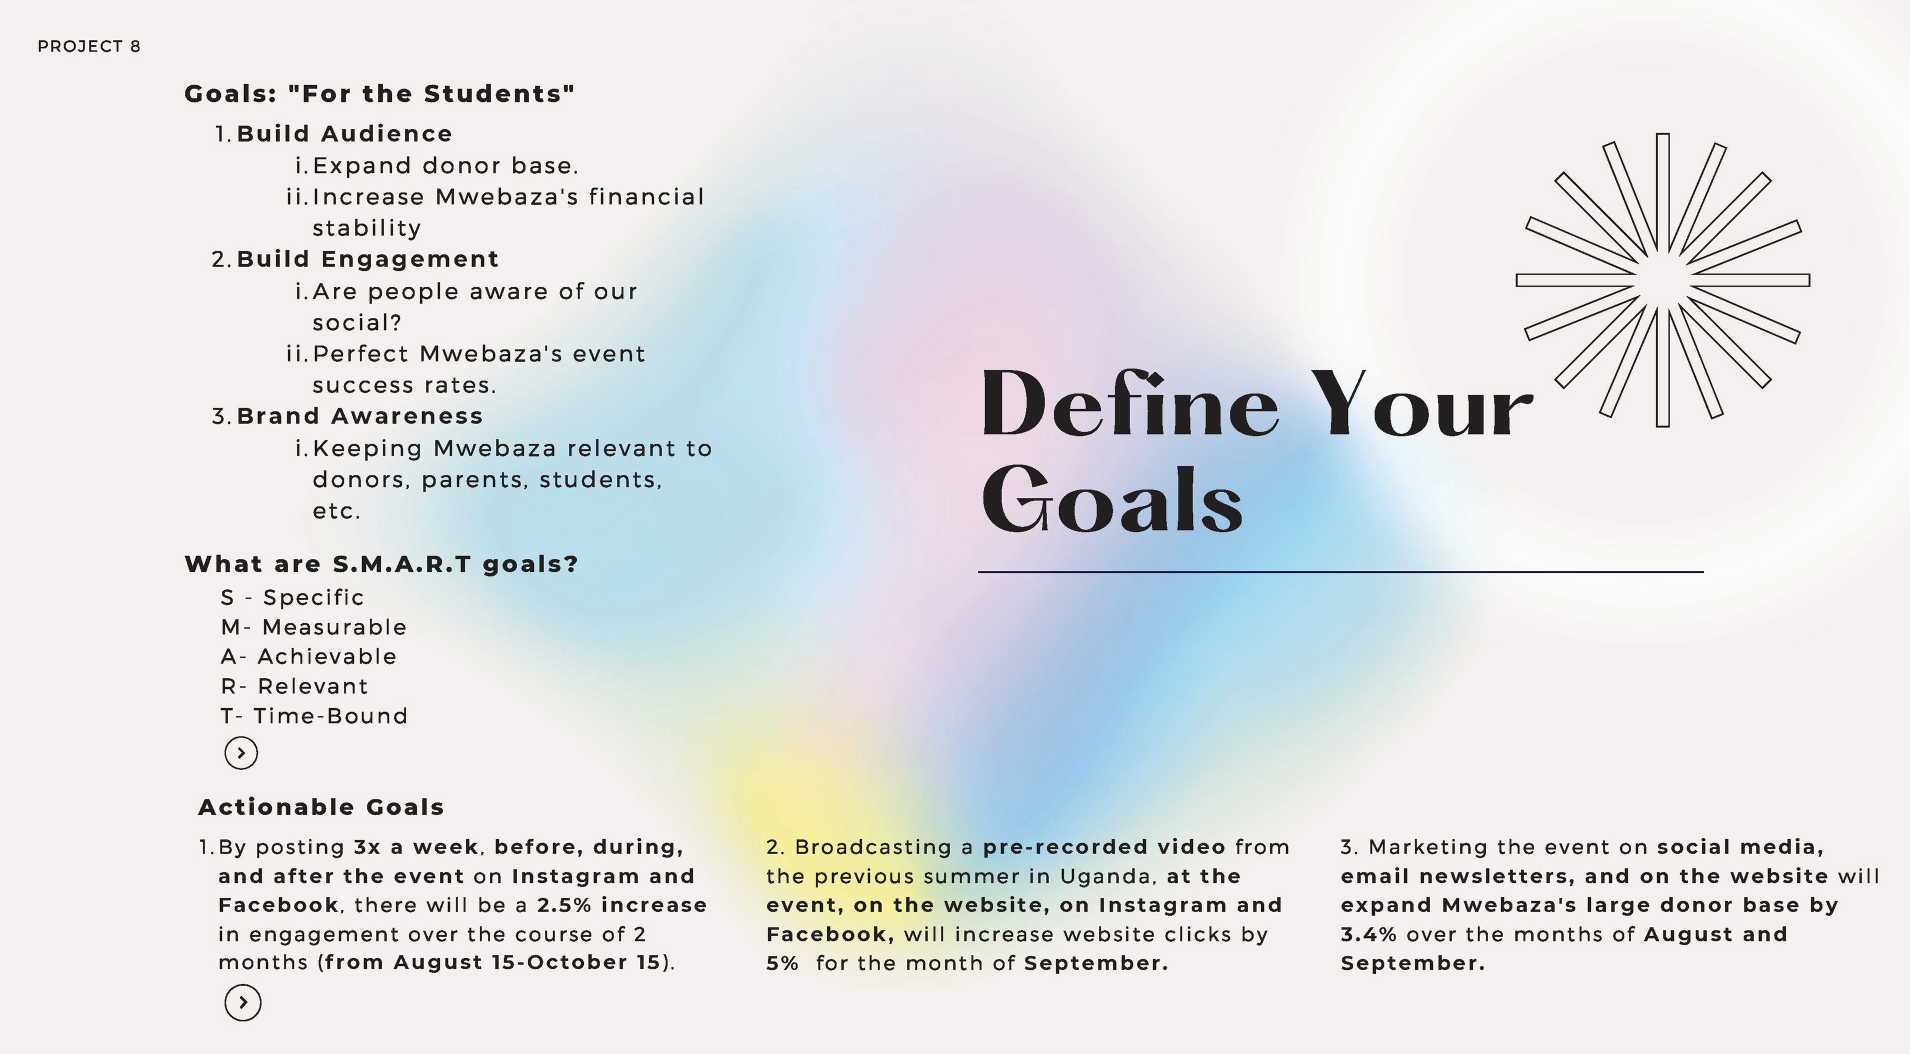 PROJECT 8
Goals: "For the Students"
1. Build Audience
i. Expand donor base.
ii. Increase Mwebaza's financial
stability
2. Build Engagement
i. Are people aware of our
social?
ii. Perfect Mwebaza's event
success rates.
3. Brand Awareness
i. Keeping Mwebaza relevant to
donors, parents, students,
etc.
What are S.M.A.R.T goals?
S - Specific
M- Measurable
A- Achievable
R- Relevant
T- Time-Bound
Define Your
Goals
Actionable Goals
1. By posting 3x a week, before, during,
and after the event on Instagram and
Facebook, there will be a 2.5% increase
in engagement over the course of 2
months (from August 15-October 15).
2. Broadcasting a pre-recorded video from
the previous summer in Uganda, at the
event, on the website, on Instagram and
Facebook, will increase website clicks by
5% for the month of September.
3. Marketing the event on social media,
email newsletters, and on the website will
expand Mwebaza's large donor base by
3.4% over the months of August and
September.